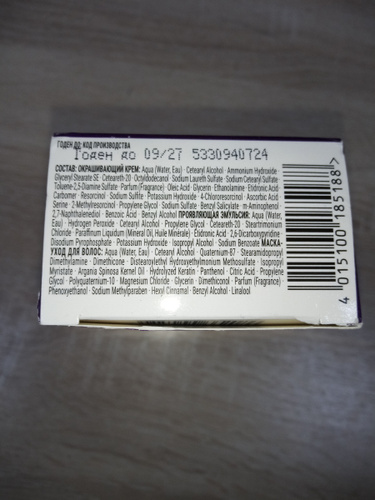 ГОДЕН ДО: КОД ПРОИЗВОДСТВА
Годен до 09/27 5330940724
СОСТАВ: ОКРАШИВАЮЩИЙ КРЕМ: Aqua (Water, Eau) · Cetearyl Alcohol · Ammonium Hydroxide ·
Glyceryl Stearate SE · Ceteareth-20 · Octyldodecanol · Sodium Laureth Sulfate · Sodium Cetearyl Sulfate ·
Toluene-2,5-Diamine Sulfate · Parfum (Fragrance) · Oleic Acid · Glycerin · Ethanolamine · Etidronic Acid ·
Carbomer · Resorcinol · Sodium Sulfite · Potassium Hydroxide · 4-Chlororesorcinol · Ascorbic Acid ·
Serine · 2-Methylresorcinol · Propylene Glycol · Sodium Sulfate · Benzyl Salicylate · m-Aminophenol ·
2,7-Naphthalenediol · Benzoic Acid · Benzyl Alcohol ПРОЯВЛЯЮЩАЯ ЭМУЛЬСИЯ: Aqua (Water,
Eau) · Hydrogen Peroxide · Cetearyl Alcohol · Propylene Glycol · Ceteareth-20 · Steartrimonium
Chloride · Paraffinum Liquidum (Mineral Oil, Huile Minérale) · Etidronic Acid · 2,6-Dicarboxypyridine ·
Disodium Pyrophosphate · Potassium Hydroxide · Isopropyl Alcohol · Sodium Benzoate МАСКА-
УХОД ДЛЯ ВОЛОС: Aqua (Water, Eau) · Cetearyl Alcohol · Quaternium-87 · Stearamidopropyl
Dimethylamine · Dimethicone · Distearoylethyl Hydroxyethylmonium Methosulfate · Isopropyl
Myristate · Argania Spinosa Kernel Oil · Hydrolyzed Keratin · Panthenol · Citric Acid · Propylene
Glycol · Polyquaternium-10 · Magnesium Chloride · Glycerin · Dimethiconol · Parfum (Fragrance) ·
Phenoxyethanol · Sodium Methylparaben · Hexyl Cinnamal · Benzyl Alcohol · Linalool
4 015100 185188 >